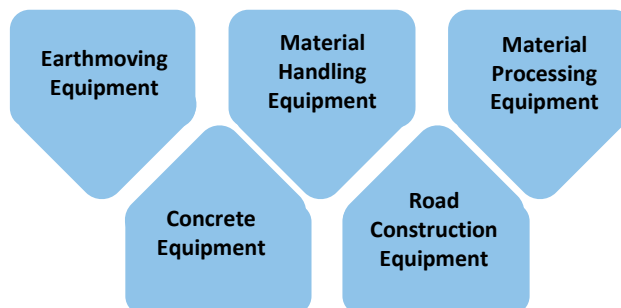 Earthmoving
Equipment
Material
Handling
Equipment
Material
Processing
Equipment
Concrete
Equipment
Road
Construction
Equipment